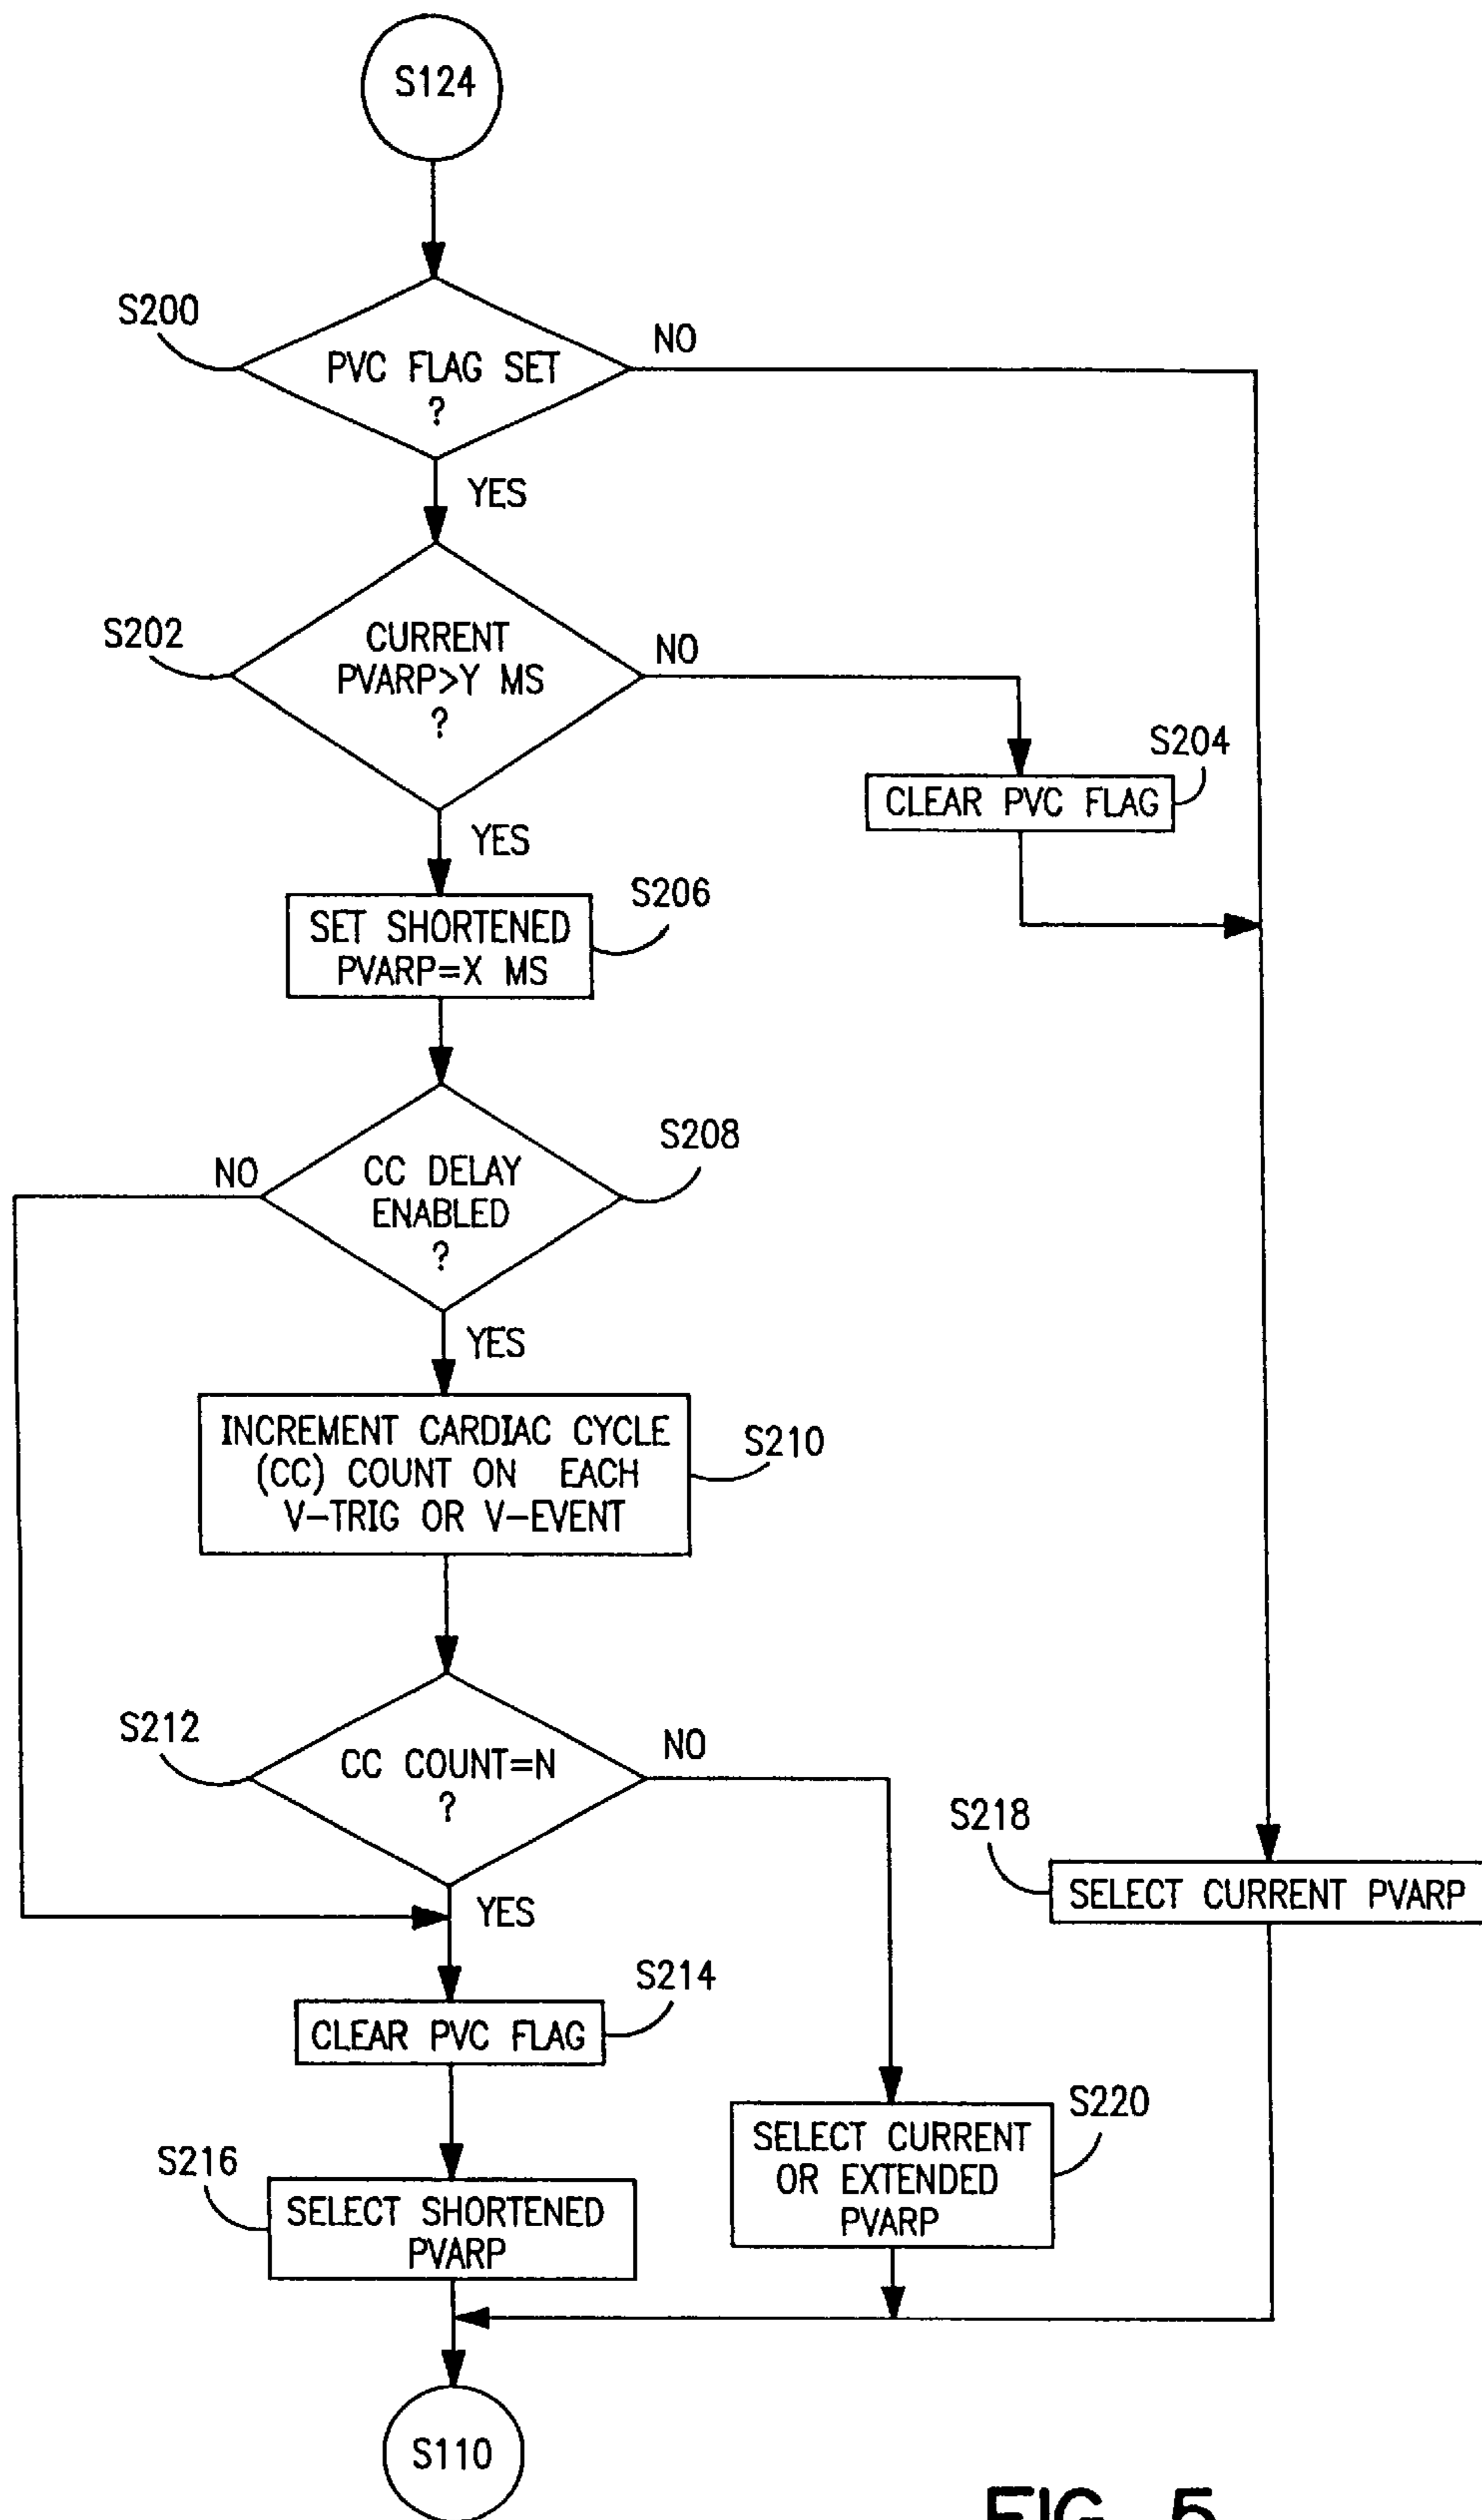 S124
S200
NO
PVC FLAG SET
?
YES
S202
CURRENT
PVARP>Y MS
?
NO
S204
CLEAR PVC FLAG
YES
S206
SET SHORTENED
PVARP=X MS
S208
NO
CC DELAY
ENABLED
?
YES
INCREMENT CARDIAC CYCLE
(CC) COUNT ON EACH
V-TRIG OR V-EVENT
S210
S212
CC COUNT=N
?
NO
S218
SELECT CURRENT PVARP
YES
S214
CLEAR PVC FLAG
S220
SELECT CURRENT
OR EXTENDED
PVARP
S216
SELECT SHORTENED
PVARP
S110
FIG. 5